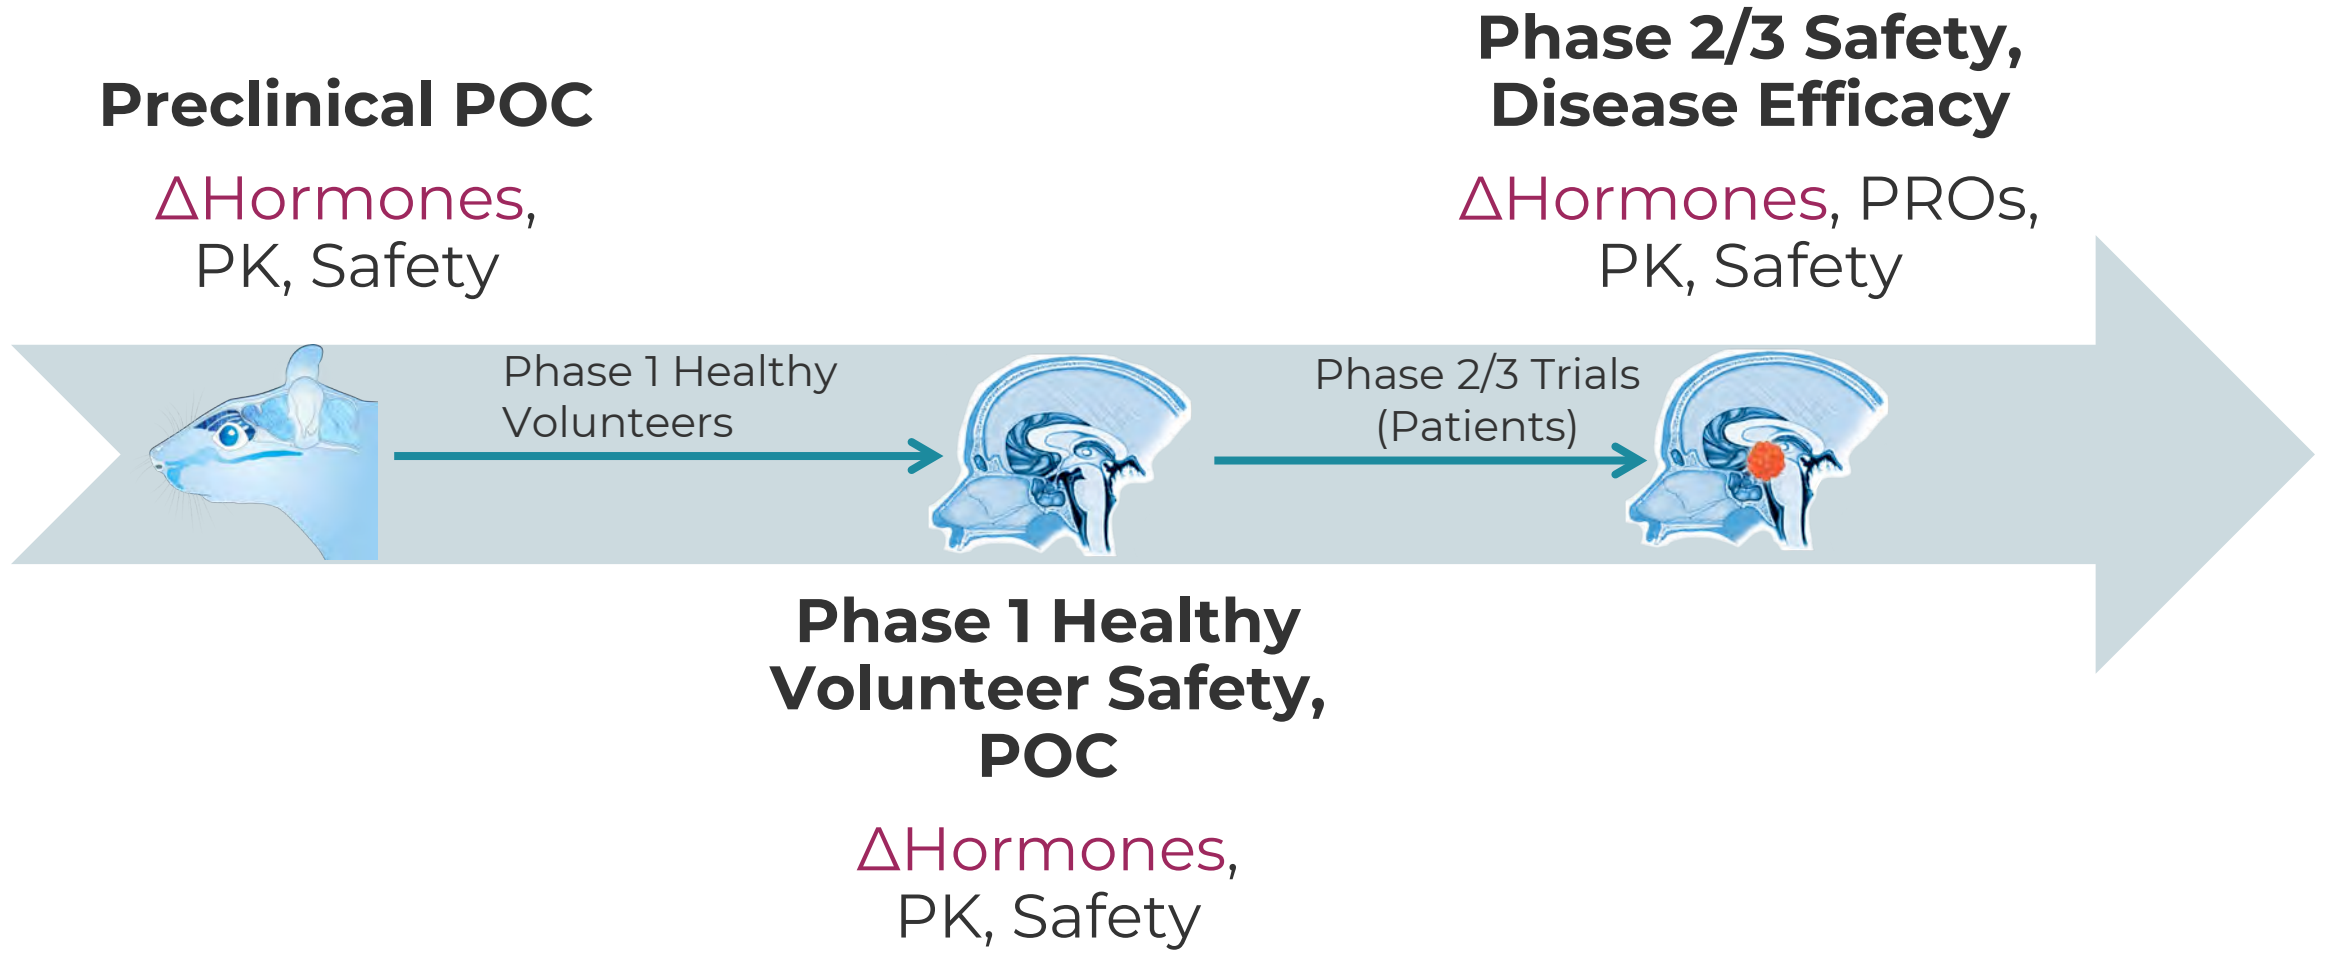 Preclinical POC
ΔHormones,
PK, Safety
Phase 1 Healthy
Volunteers
Phase 1 Healthy
Volunteer Safety,
POC
ΔHormones,
PK, Safety
Phase 2/3 Trials
(Patients)
Phase 2/3 Safety,
Disease Efficacy
ΔHormones, PROs,
PK, Safety